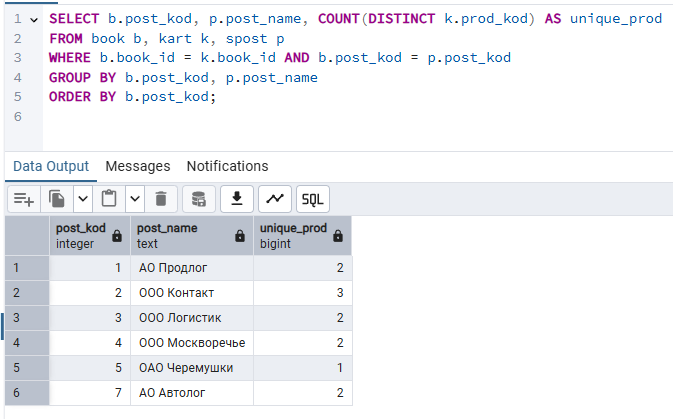 1 SELECT b.post_kod, p.post_name, COUNT(DISTINCT k.prod_kod) AS unique_prod
2 FROM book b, kart k, spost p
3 WHERE b.book_id = k.book_id AND b.post_kod = p.post_kod
4 GROUP BY b.post_kod, p.post_name
5 ORDER BY b.post_kod;
6
Data Output Messages Notifications
SQL
post_kod post_name unique_prod
integer text bigint
1 1 АО Продлог 2
2 2 ООО Контакт 3
3 3 ООО Логистик 2
4 4 ООО Москворечье 2
5 5 ОАО Черемушки 1
6 7 АО Автолог 2